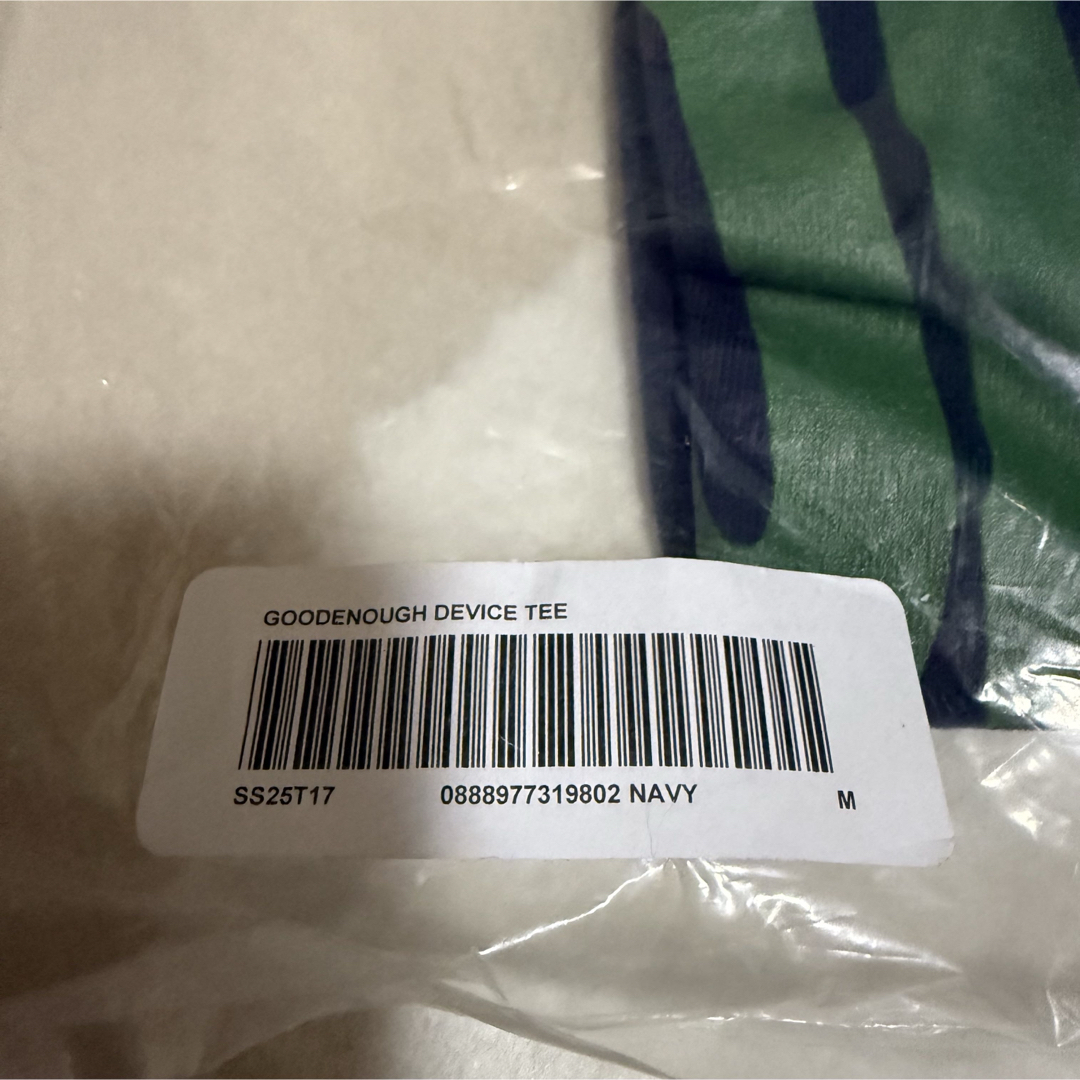 GOODENOUGH DEVICE TEE
SS25T17 0888977319802 NAVY M